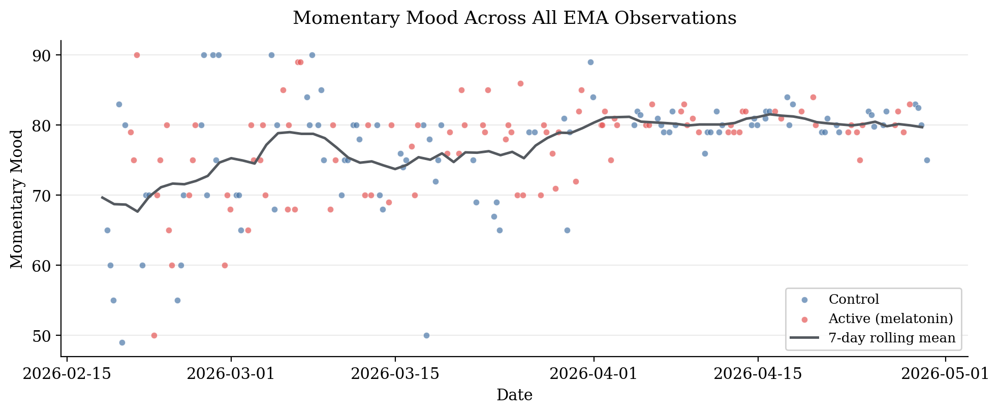 Momentary Mood Across All EMA Observations
Momentary Mood
90
80
70
60
50
Control
Active (melatonin)
7-day rolling mean
2026-02-15 2026-03-01 2026-03-15 2026-04-01 2026-04-15 2026-05-01
Date